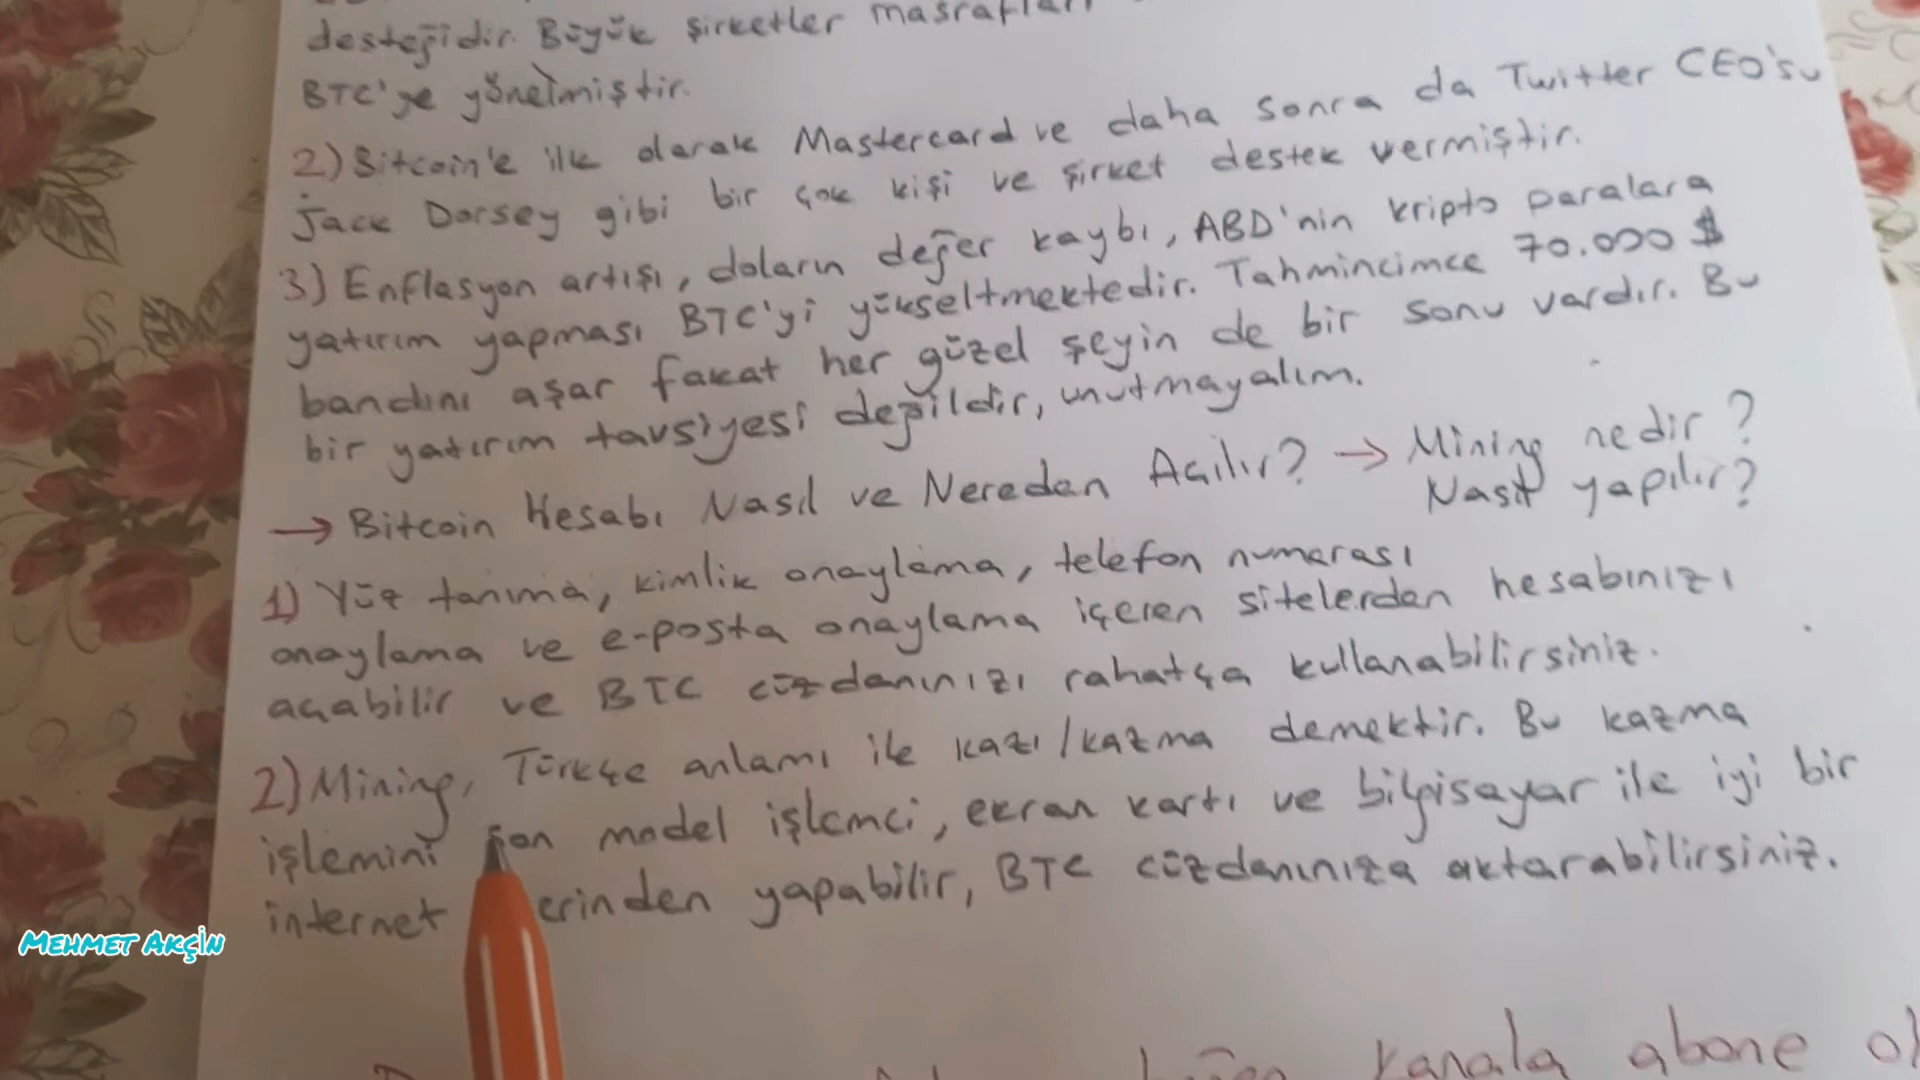 desteğidir. Büyük şirketler masrafları
BTC'ye yönelmiştir.
2) Bitcoin'e ilk olarak Mastercard ve daha sonra da Twitter CEO'su
Jack Dorsey gibi bir çok kişi ve şirket destek vermiştir.
3) Enflasyon artışı, doların değer kaybı, ABD'nin kripto paralara
yatırım yapması BTC'yi yükseltmektedir. Tahmincimce 70.000 $
bandını aşar fakat her güzel şeyin de bir sonu vardır. Bu
bir yatırım tavsiyesi değildir, unutmayalım.
→ Bitcoin Hesabı Nasıl ve Nereden Açılır? → Mining nedir?
Nasıl yapılır?
1) Yüz tanıma, kimlik onaylama, telefon numarası
onaylama ve e-posta onaylama içeren sitelerden hesabınızı
açabilir ve BTC cüzdanınızı rahatça kullanabilirsiniz.
2) Mining, Türkçe anlamı ile kazı/kazma demektir. Bu kazma
işlemini son model işlemci, ekran kartı ve bilgisayar ile iyi bir
internet erinden yapabilir, BTC cüzdanınıza aktarabilirsiniz.
MEHMET AKÇİN
kanala abone ol